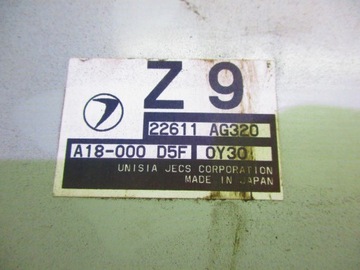 Z 9
22611 AG320
A18-000 D5F 0Y30
UNISIA JECS CORPORATION
MADE IN JAPAN